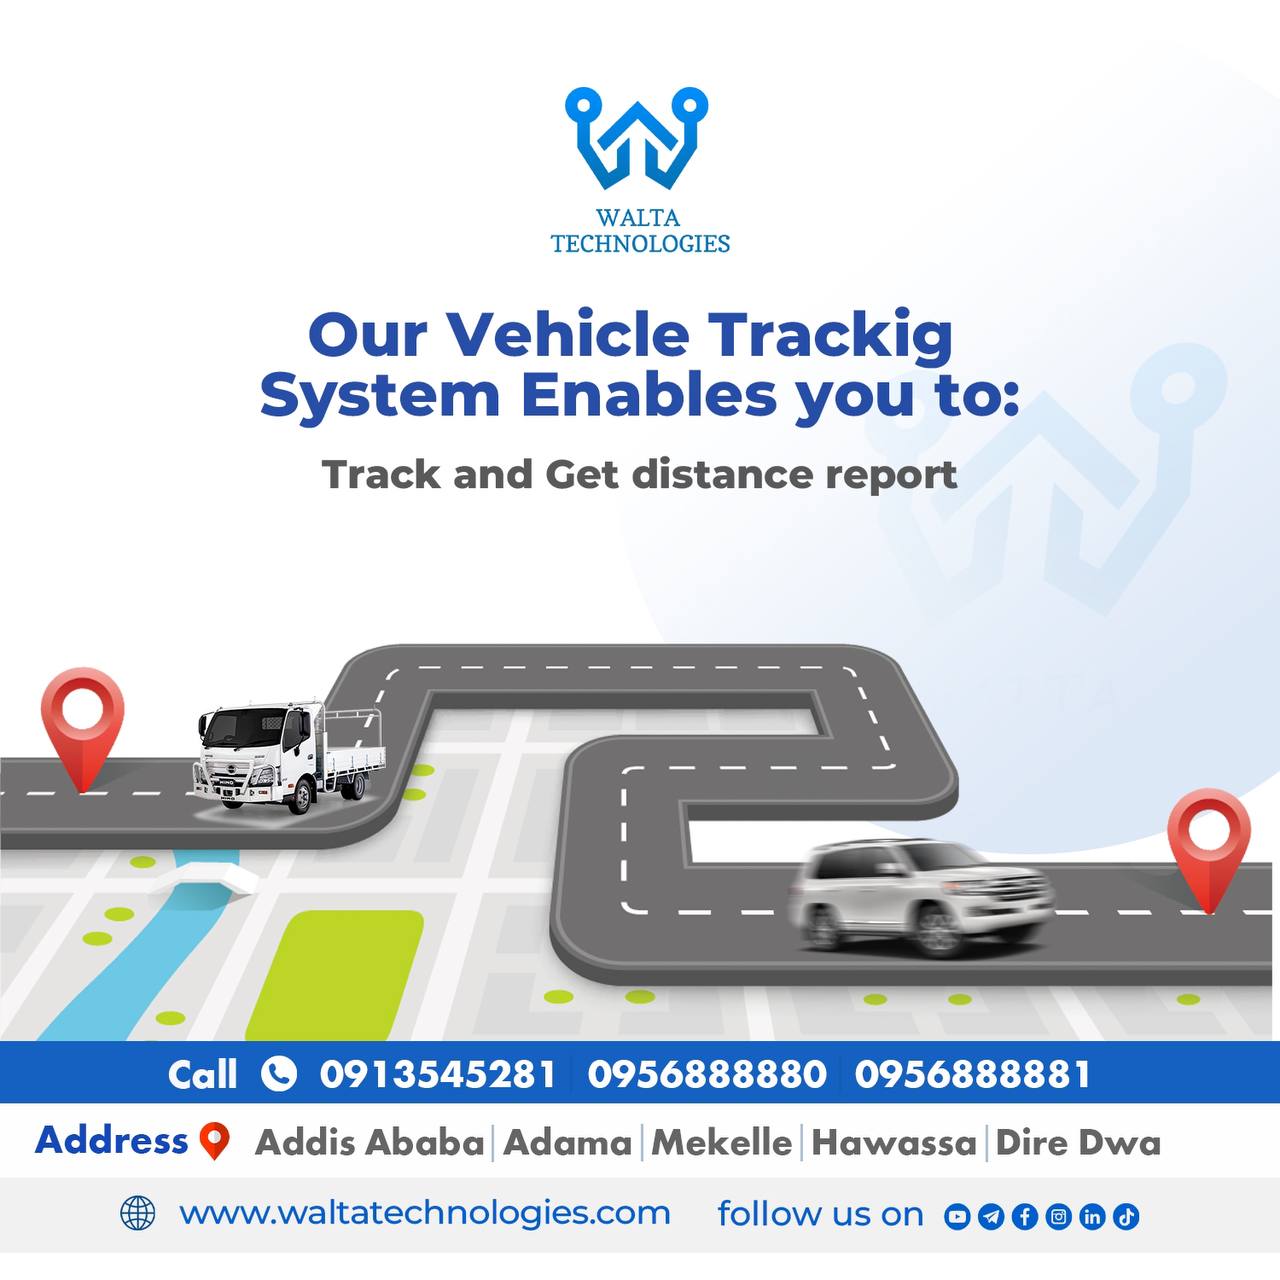 WALTA
TECHNOLOGIES
Our Vehicle Trackig
System Enables you to:
Track and Get distance report
HINO
Call 0913545281 0956888880 0956888881
Address Addis Ababa | Adama | Mekelle | Hawassa | Dire Dwa
www.waltatechnologies.com follow us on